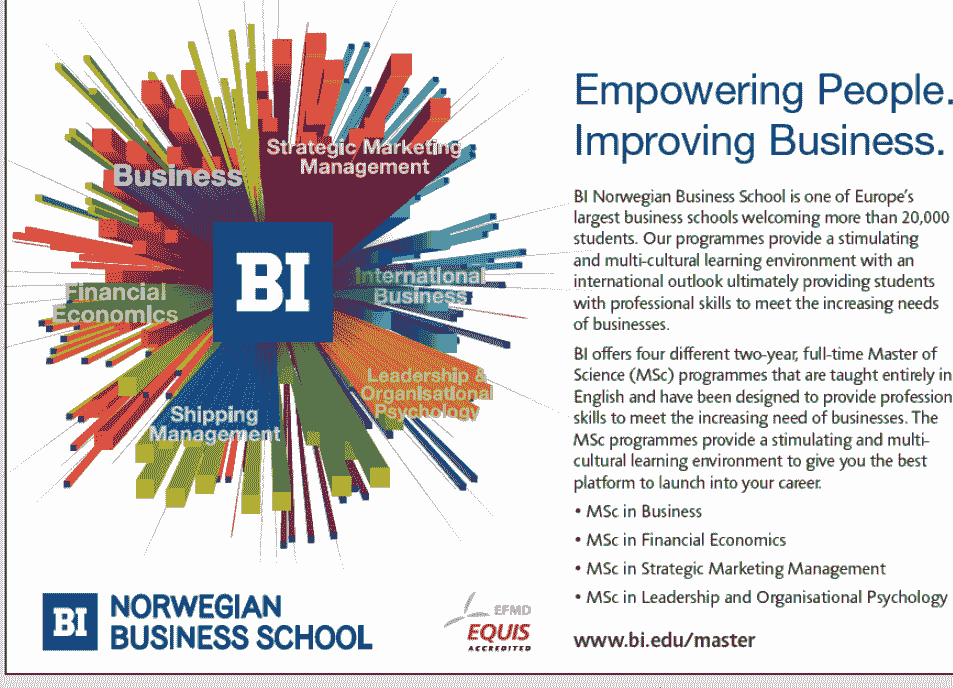 Strategic Marketing
Management
Business
BI
International
Business
Financial
Economics
Leadership &
Organisational
Psychology
Shipping
Management
BI NORWEGIAN
BUSINESS SCHOOL
EFMD
EQUIS
ACCREDITED
Empowering People.
Improving Business.
BI Norwegian Business School is one of Europe's
largest business schools welcoming more than 20,000
students. Our programmes provide a stimulating
and multi-cultural learning environment with an
international outlook ultimately providing students
with professional skills to meet the increasing needs
of businesses.
BI offers four different two-year, full-time Master of
Science (MSc) programmes that are taught entirely in
English and have been designed to provide profession
skills to meet the increasing need of businesses. The
MSc programmes provide a stimulating and multi-
cultural learning environment to give you the best
platform to launch into your career.
• MSc in Business
• MSc in Financial Economics
• MSc in Strategic Marketing Management
• MSc in Leadership and Organisational Psychology
www.bi.edu/master